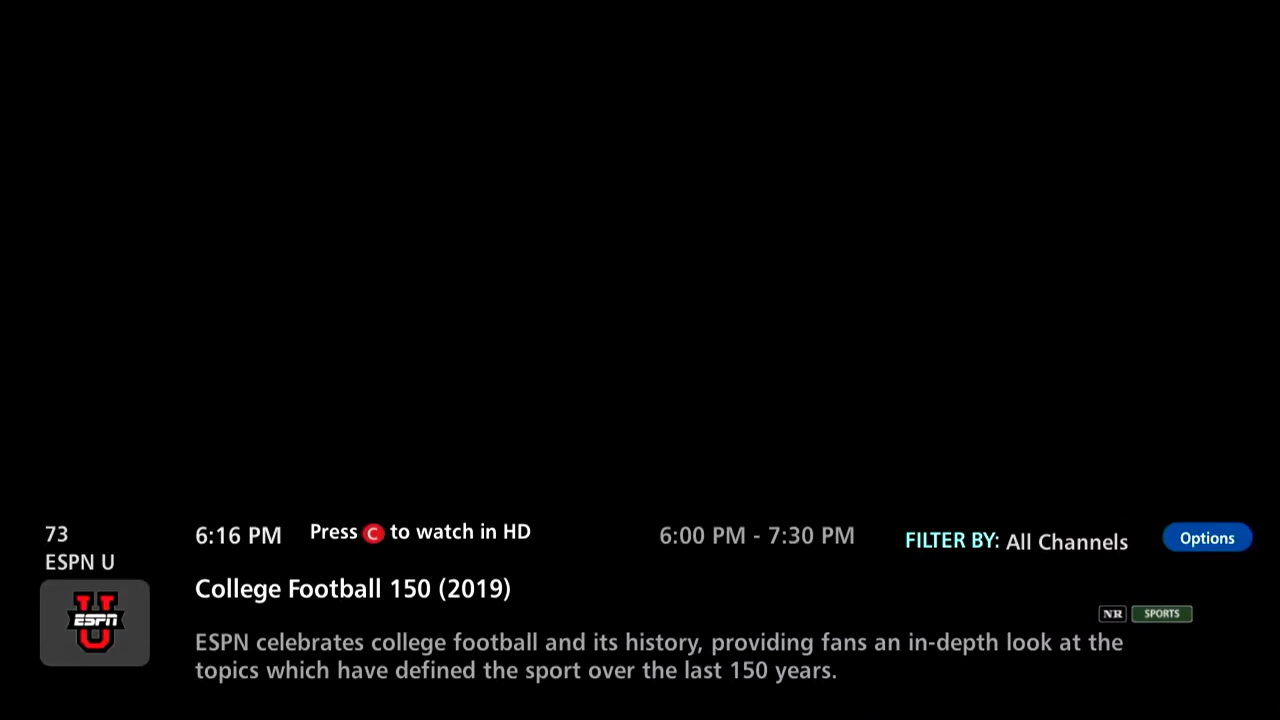 73
6:16 PM
Press C to watch in HD
6:00 PM - 7:30 PM
FILTER BY: All Channels
Options
ESPN U
College Football 150 (2019)
U
ESPN
NR
SPORTS
ESPN celebrates college football and its history, providing fans an in-depth look at the
topics which have defined the sport over the last 150 years.